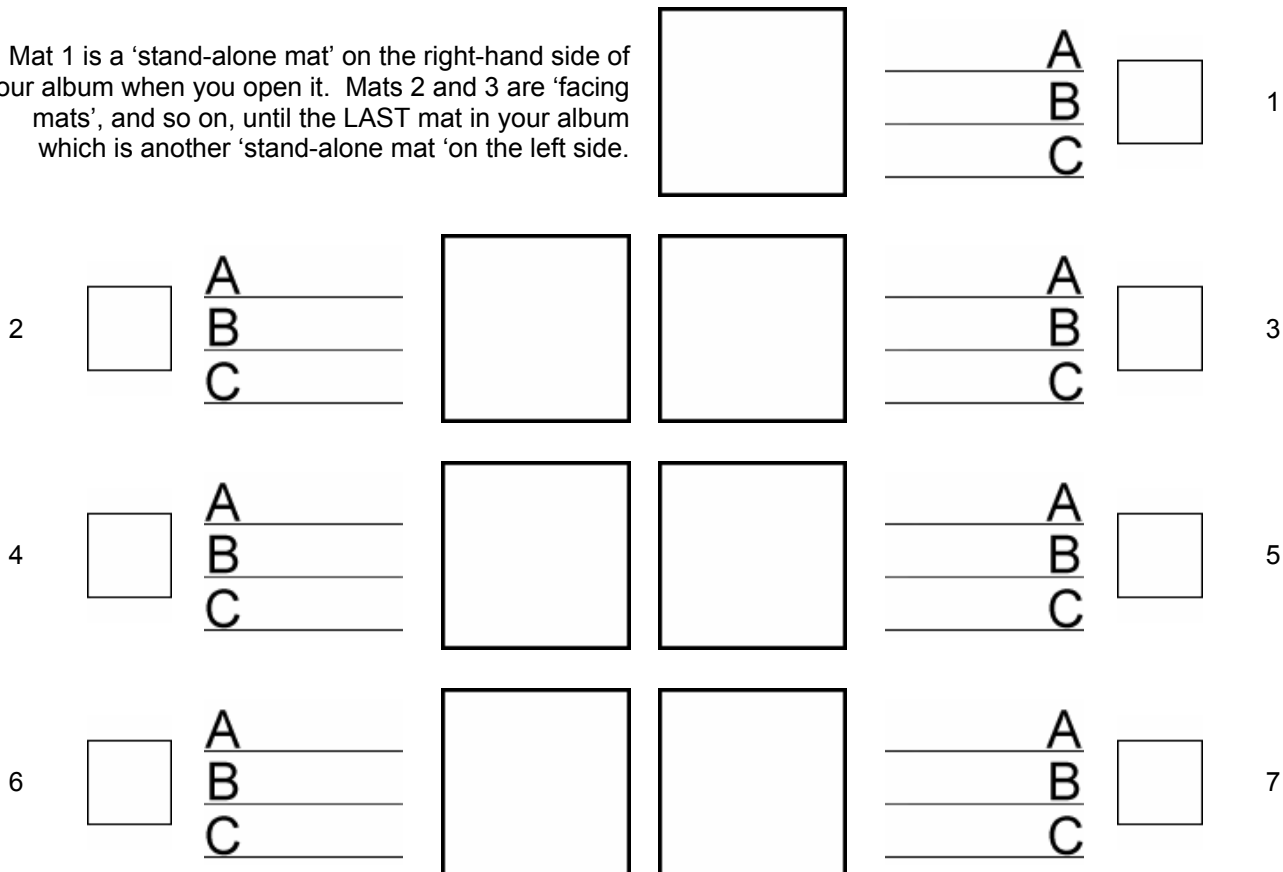 Mat 1 is a ‘stand-alone mat’ on the right-hand side of
album when you open it.  Mats 2 and 3 are ‘facing
mats’, and so on, until the LAST mat in your album
which is another ‘stand-alone mat ‘on the left side.
A
B
C
1
2
A
B
C
A
B
C
3
4
A
B
C
A
B
C
5
6
A
B
C
A
B
C
7